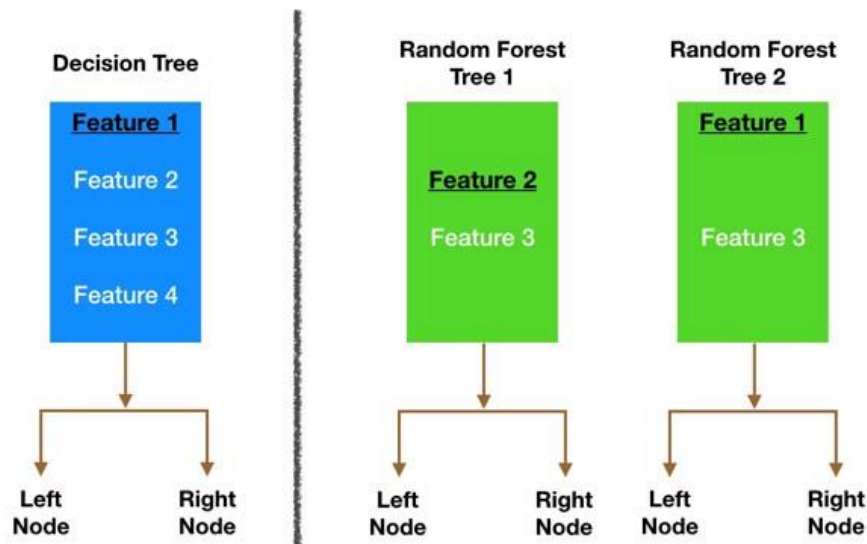 Decision Tree
Feature 1
Feature 2
Feature 3
Feature 4
Left
Node
Right
Node
Random Forest
Tree 1
Feature 2
Feature 3
Left
Node
Right
Node
Random Forest
Tree 2
Feature 1
Feature 3
Left
Node
Right
Node